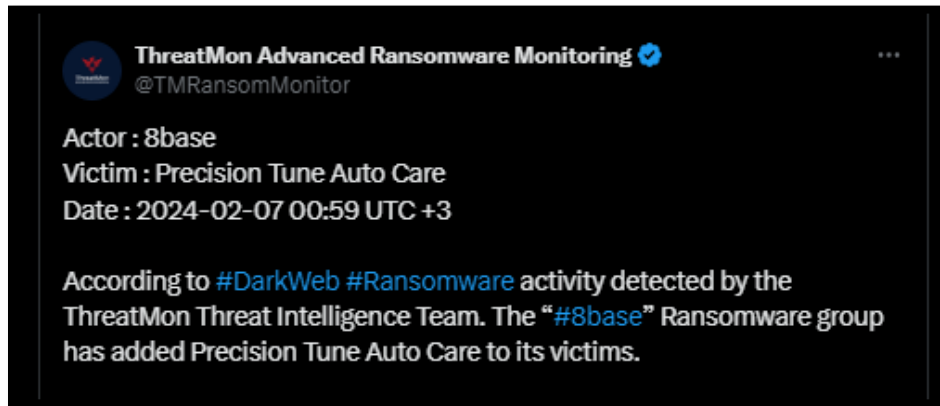 ThreatMon Advanced Ransomware Monitoring
@TMRansomMonitor
Actor : 8base
Victim : Precision Tune Auto Care
Date : 2024-02-07 00:59 UTC +3
According to #DarkWeb #Ransomware activity detected by the
ThreatMon Threat Intelligence Team. The “#8base” Ransomware group
has added Precision Tune Auto Care to its victims.